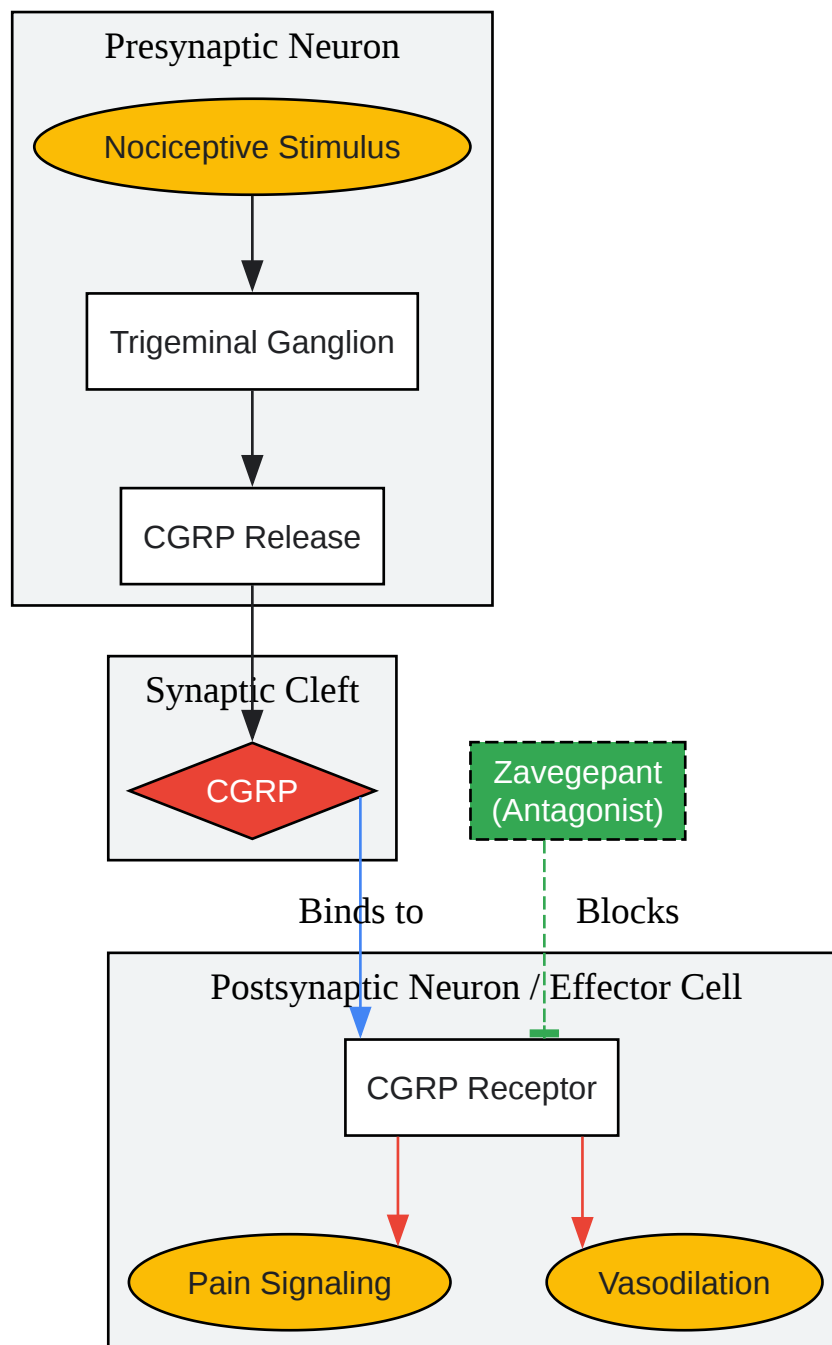 Presynaptic Neuron
Nociceptive Stimulus
Trigeminal Ganglion
CGRP Release
Synaptic Cleft
CGRP
Zavegepant
(Antagonist)
Binds to
Blocks
Postsynaptic Neuron / Effector Cell
CGRP Receptor
Pain Signaling
Vasodilation